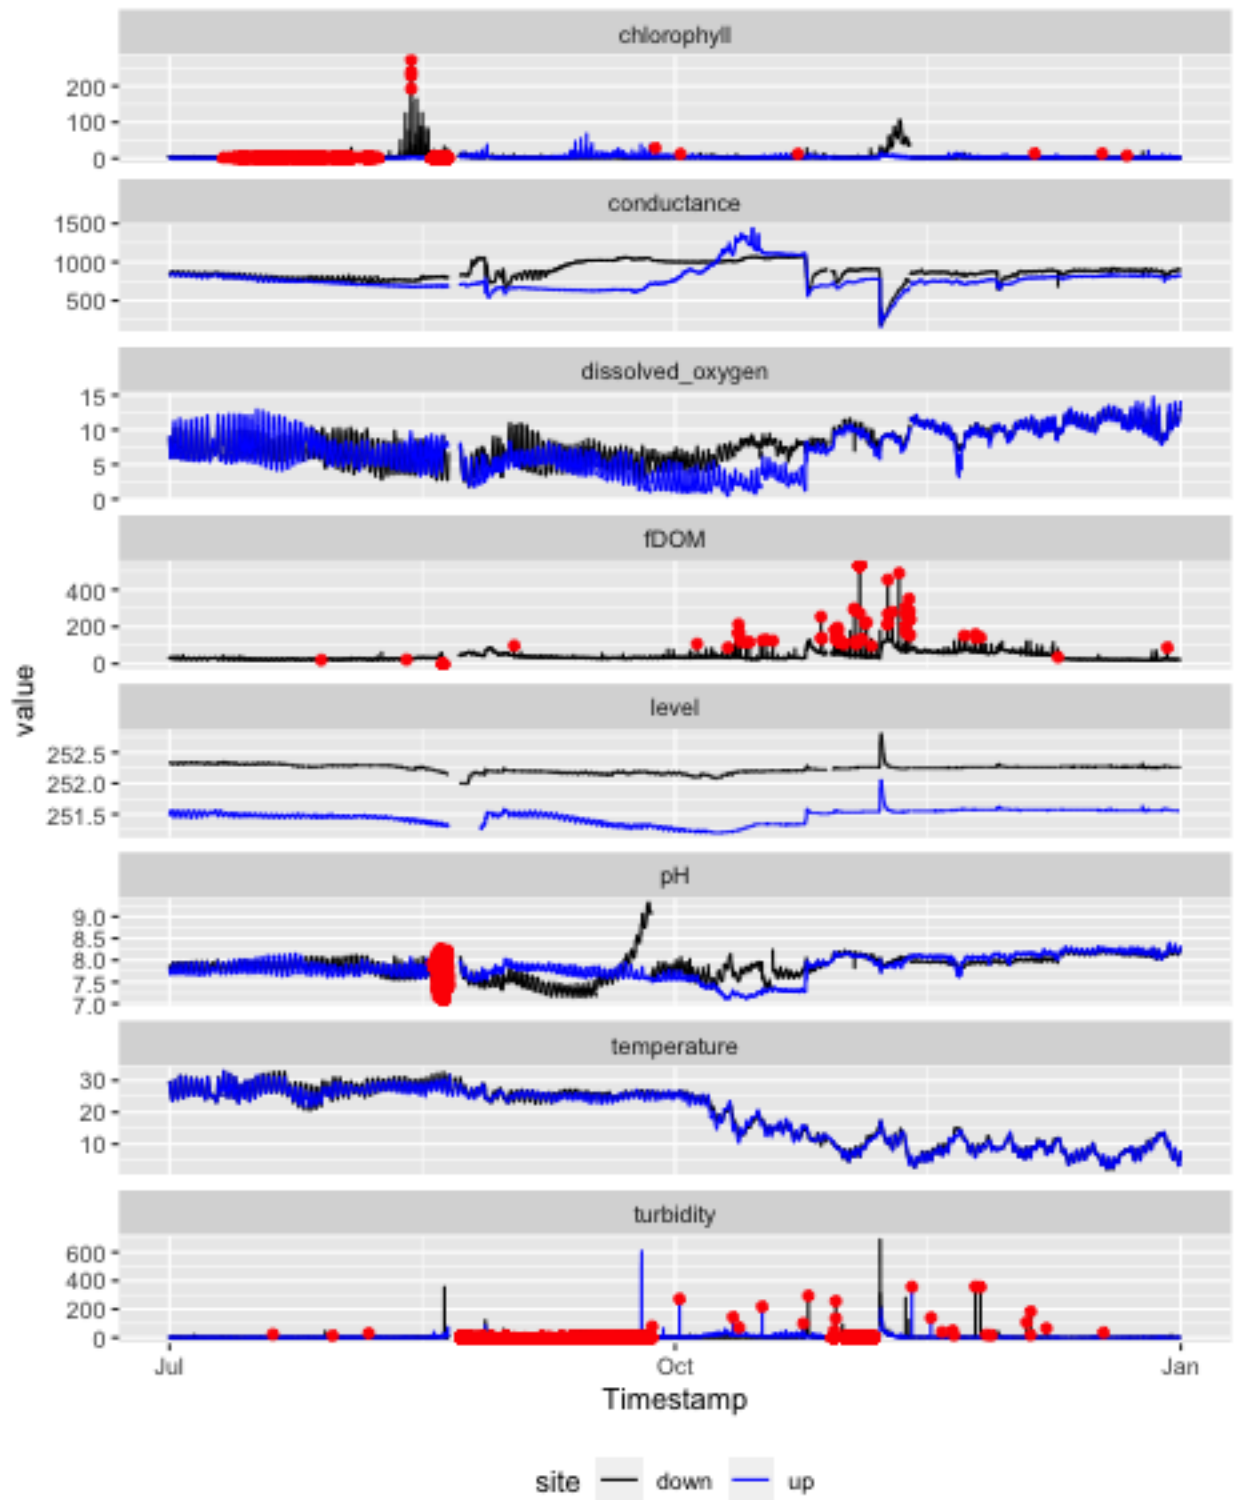 chlorophyll
200
100
0
conductance
1500
1000
500
dissolved_oxygen
15
10
5
0
fDOM
400
200
0
level
252.5
252.0
251.5
pH
9.0
8.5
8.0
7.5
7.0
temperature
30
20
10
turbidity
600
400
200
0
value
Jul Oct Jan
Timestamp
site down up